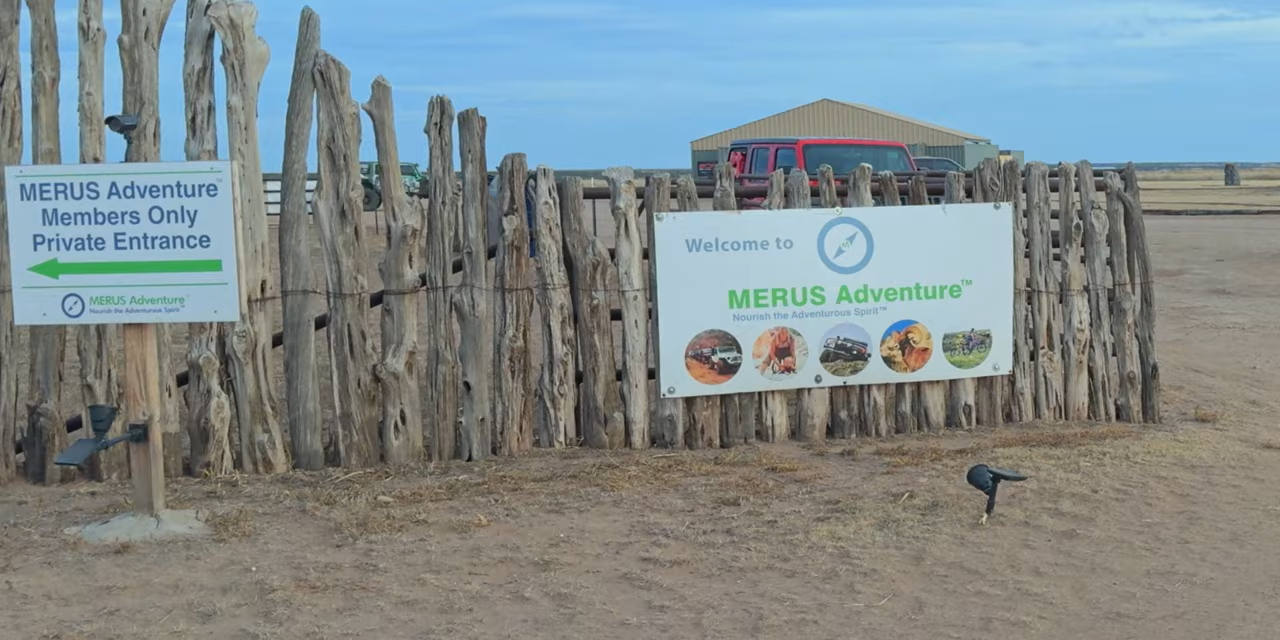 MERUS Adventure™
Members Only
Private Entrance
MERUS Adventure™
Nourish the Adventurous Spirit™
Welcome to
MERUS Adventure™
Nourish the Adventurous Spirit™